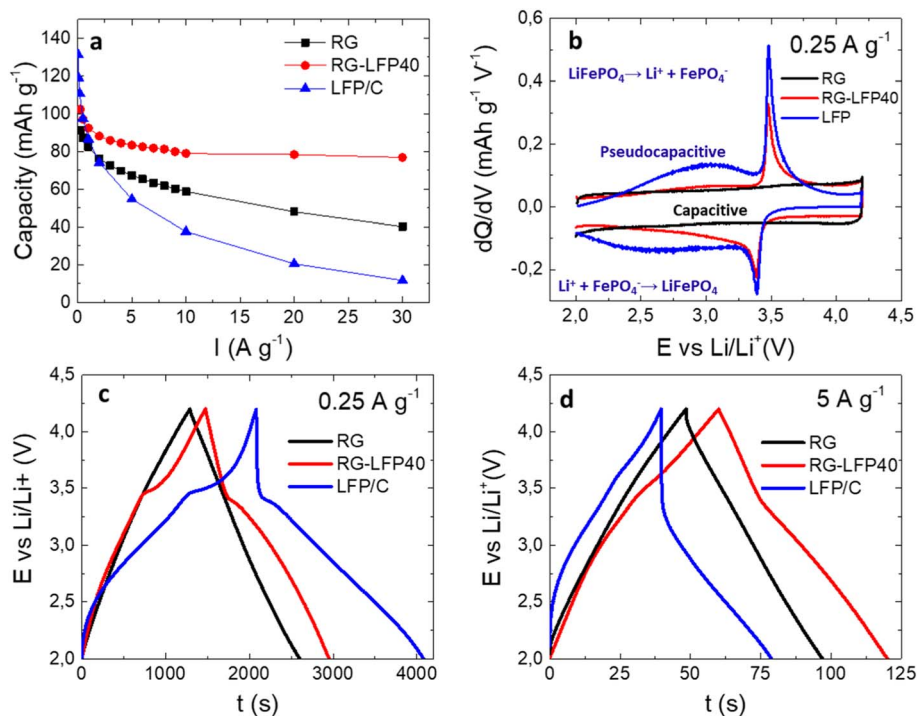 a
RG
RG-LFP40
LFP/C
Capacity (mAh g⁻¹)
140
120
100
80
60
40
20
0
0 5 10 15 20 25 30
I (A g⁻¹)
b
0.25 A g⁻¹
LiFePO₄→ Li⁺ + FePO₄⁻
RG
RG-LFP40
LFP
Pseudocapacitive
Capacitive
Li⁺ + FePO₄⁻→ LiFePO₄
dQ/dV (mAh g⁻¹ V⁻¹)
0,6
0,4
0,2
0,0
-0,2
2,0 2,5 3,0 3,5 4,0 4,5
E vs Li/Li⁺(V)
c
0.25 A g⁻¹
RG
RG-LFP40
LFP/C
E vs Li/Li+ (V)
4,5
4,0
3,5
3.0
2.5
2,0
0 1000 2000 3000 4000
t (s)
d
5 A g⁻¹
RG
RG-LFP40
LFP/C
E vs Li/Li⁺(V)
4,5
4.0
3.5
3.0
2.5
2,0
0 25 50 75 100 125
t (s)